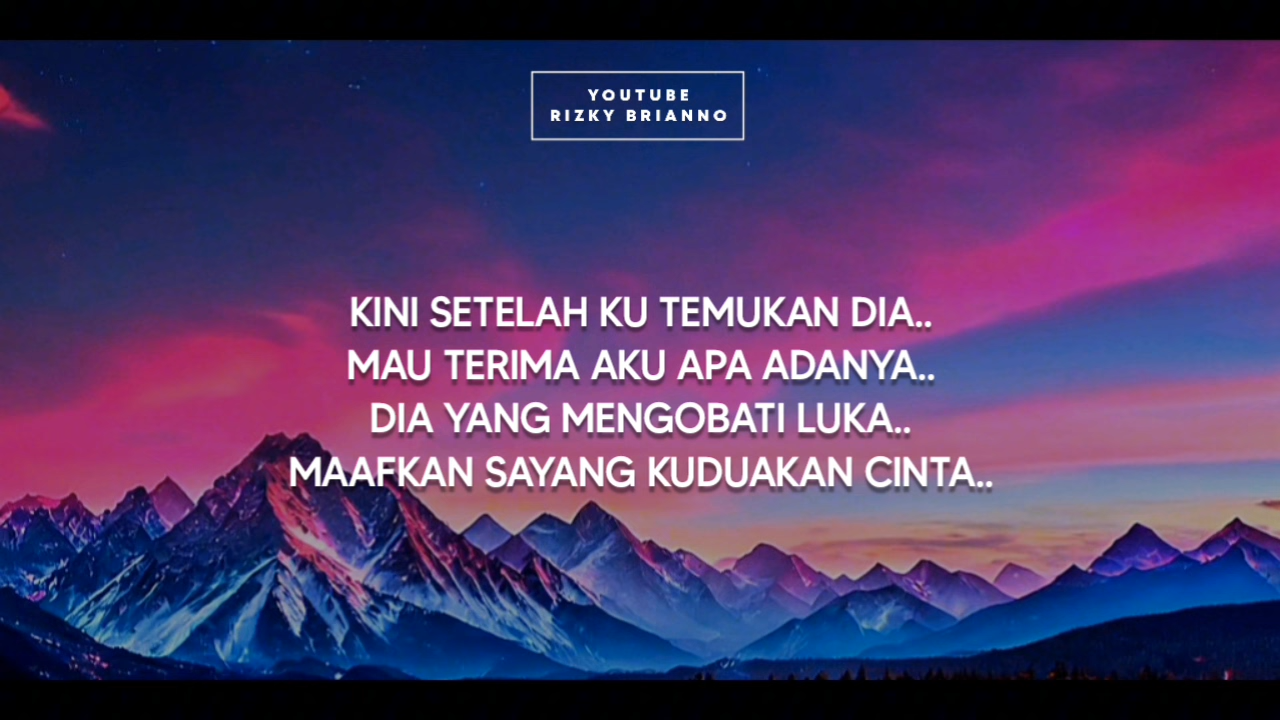 YOUTUBE
RIZKY BRIANNO
KINI SETELAH KU TEMUKAN DIA..
MAU TERIMA AKU APA ADANYA..
DIA YANG MENGOBATI LUKA..
MAAFKAN SAYANG KUDUAKAN CINTA..